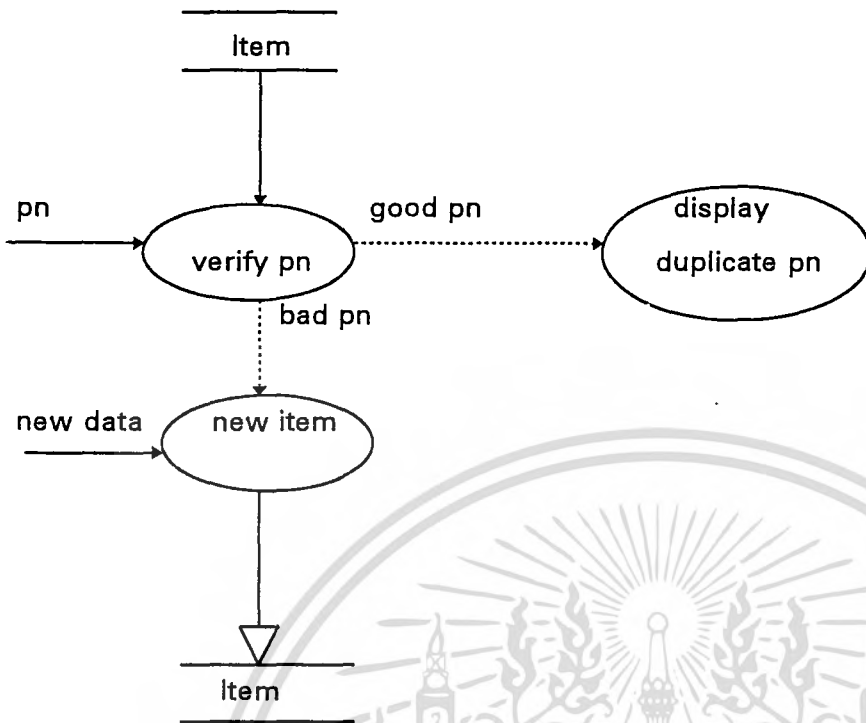 Item
pn
good pn
display
verify pn
duplicate pn
bad pn
new data
new item
Item